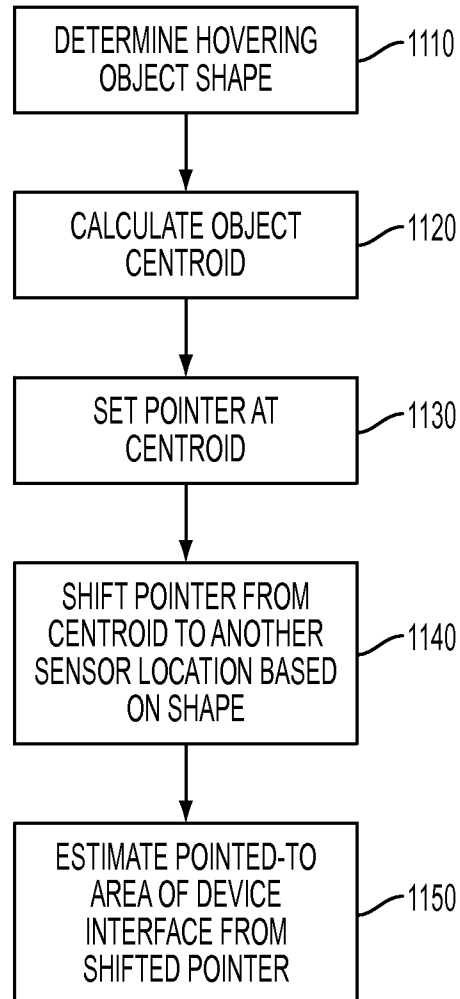 DETERMINE HOVERING
OBJECT SHAPE
1110
CALCULATE OBJECT
CENTROID
1120
SET POINTER AT
CENTROID
1130
SHIFT POINTER FROM
CENTROID TO ANOTHER
SENSOR LOCATION BASED
ON SHAPE
1140
ESTIMATE POINTED-TO
AREA OF DEVICE
INTERFACE FROM
SHIFTED POINTER
1150